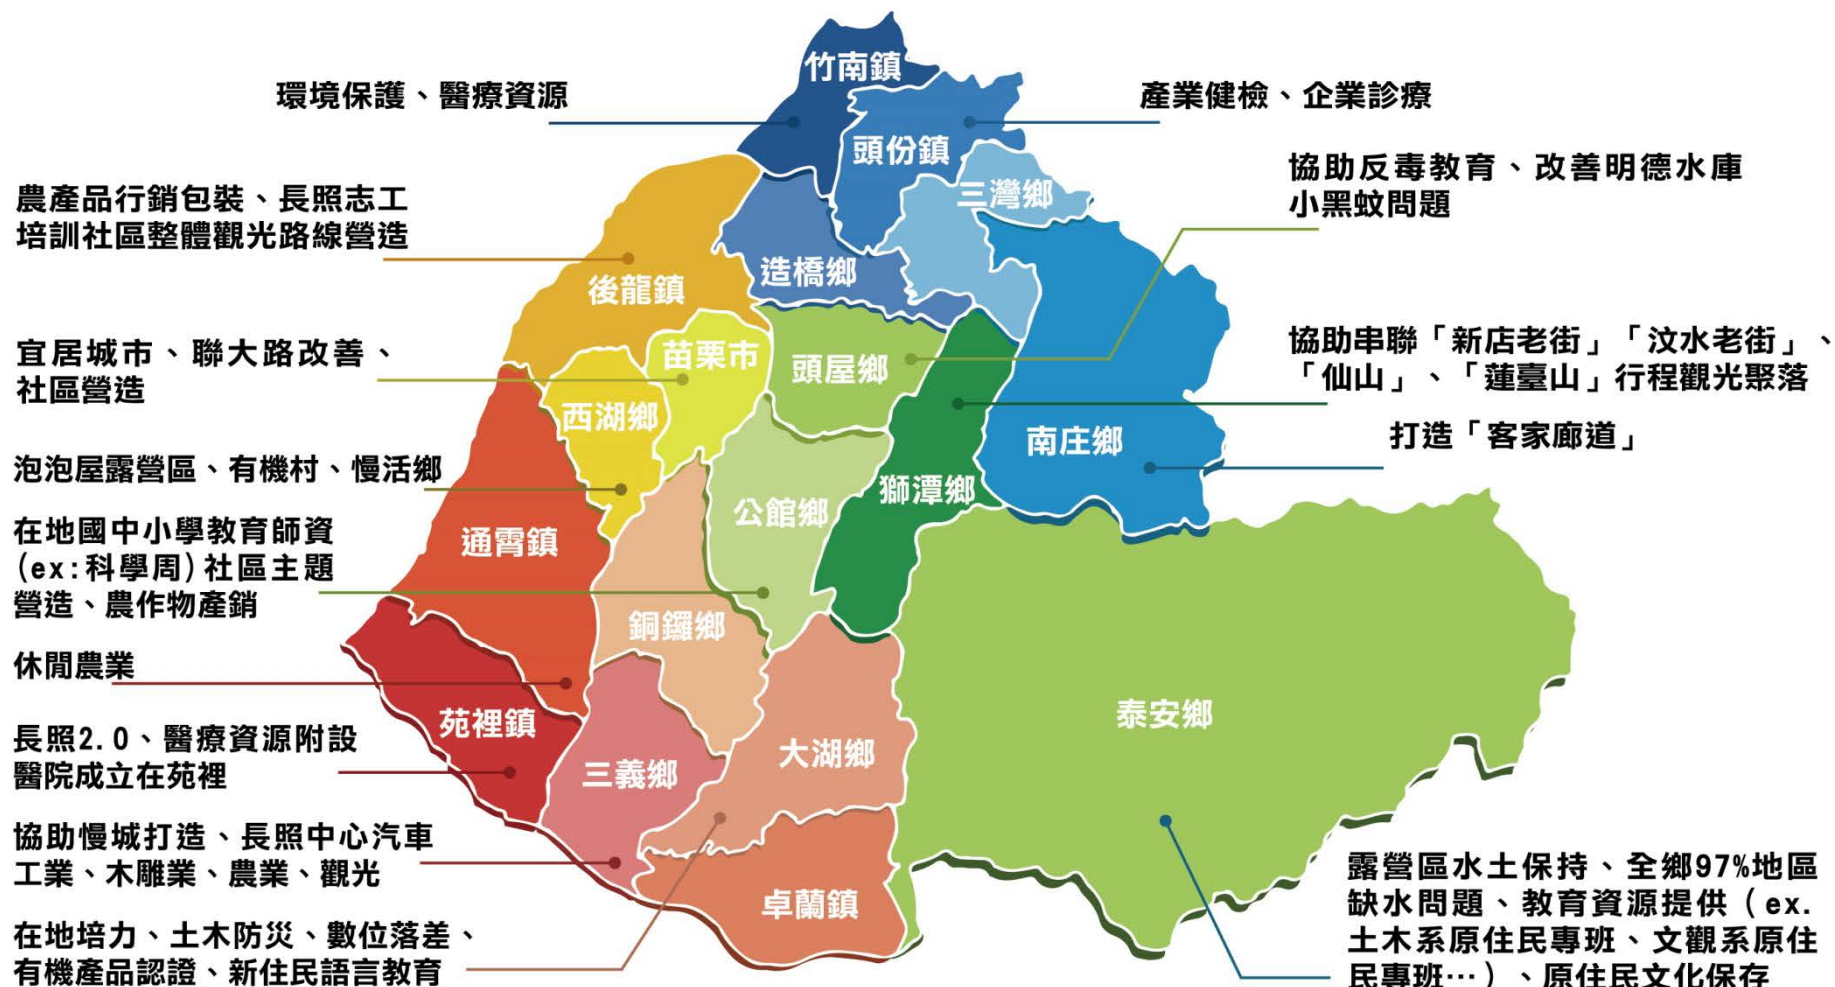 竹南鎮
環境保護、醫療資源
產業健檢、企業診療
頭份鎮
協助反毒教育、改善明德水庫
小黑蚊問題
三灣鄉
農產品行銷包裝、長照志工
培訓社區整體觀光路線營造
造橋鄉
後龍鎮
宜居城市、聯大路改善、
社區營造
苗栗市
頭屋鄉
協助串聯「新店老街」「汶水老街」、
「仙山」、「蓮臺山」行程觀光聚落
西湖鄉
南庄鄉
打造「客家廊道」
泡泡屋露營區、有機村、慢活鄉
獅潭鄉
公館鄉
通霄鎮
在地國中小學教育師資
(ex:科學周)社區主題
營造、農作物產銷
銅鑼鄉
休閒農業
苑裡鎮
泰安鄉
長照2.0、醫療資源附設
醫院成立在苑裡
大湖鄉
三義鄉
協助慢城打造、長照中心汽車
工業、木雕業、農業、觀光
卓蘭鎮
露營區水土保持、全鄉97%地區
缺水問題、教育資源提供（ex.
土木系原住民專班、文觀系原住
民專班…）、原住民文化保存
在地培力、土木防災、數位落差、
有機產品認證、新住民語言教育